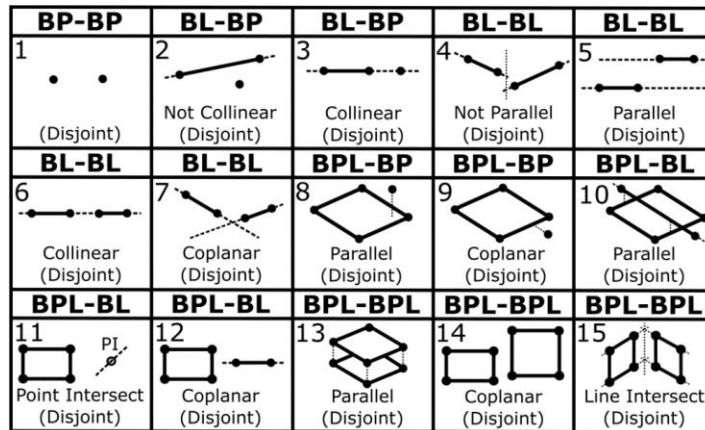 BP-BP BL-BP BL-BP BL-BL BL-BL
1 2 3 4 5
Not Collinear Collinear Not Parallel Parallel
(Disjoint) (Disjoint) (Disjoint) (Disjoint) (Disjoint)
BL-BL BL-BL BPL-BP BPL-BP BPL-BL
6 7 8 9 10
Collinear Coplanar Parallel Coplanar Parallel
(Disjoint) (Disjoint) (Disjoint) (Disjoint) (Disjoint)
BPL-BL BPL-BL BPL-BPL BPL-BPL BPL-BPL
11 12 13 14 15
PI
Point Intersect Coplanar Parallel Coplanar Line Intersect
(Disjoint) (Disjoint) (Disjoint) (Disjoint) (Disjoint)